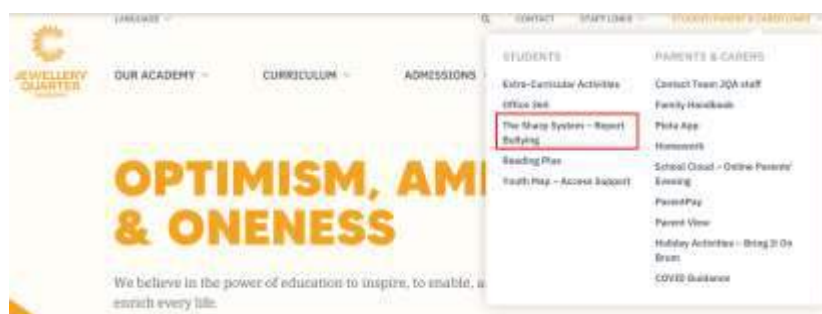 LANGUAGE
CONTACT
STAFF LINKS
STUDENT, PARENT & CARER LINKS
JEWELLERY
QUARTER
OUR ACADEMY
CURRICULUM
ADMISSIONS
STUDENTS
Extra-Curricular Activities
Office 365
The Sharp System - Report
Bullying
Reading Plus
Youth Map - Access Support
PARENTS & CARERS
Contact Team JQA staff
Family Handbook
Homework
School Cloud - Online Parents'
Evening
ParentPay
Parent View
Holiday Activities - Bring It On
Brum
COVID Guidance
OPTIMISM, AMI
& ONENESS
We believe in the power of education to inspire, to enable, a
enrich every life.